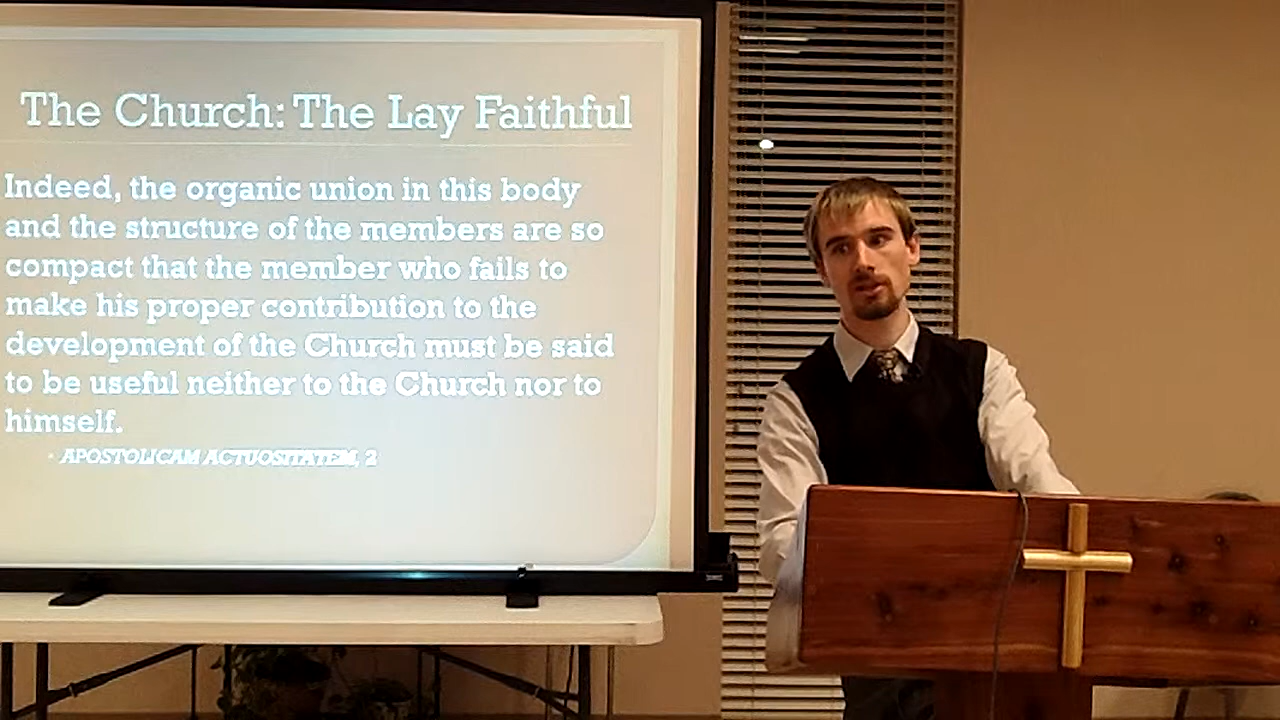 The Church: The Lay Faithful
Indeed, the organic union in this body
and the structure of the members are so
compact that the member who fails to
make his proper contribution to the
development of the Church must be said
to be useful neither to the Church nor to
himself.
· APOSTOLICAM ACTUOSITATEM, 2